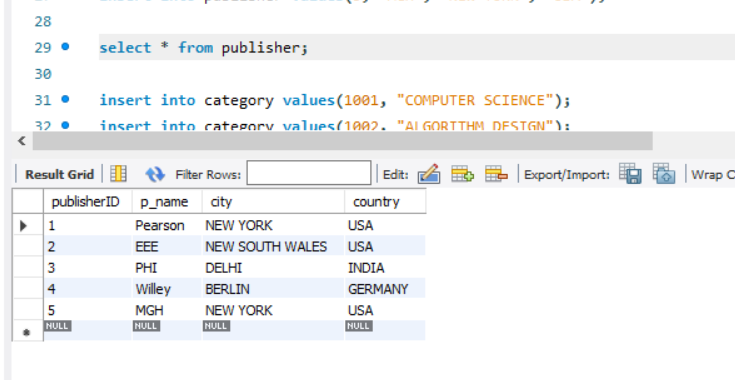 28
29 select * from publisher;
30
31 insert into category values(1001, "COMPUTER SCIENCE");
32 insert into category values(1002, "ALGORITHM DESIGN");
Result Grid Filter Rows: Edit: Export/Import: Wrap C
publisherID p_name city country
1 Pearson NEW YORK USA
2 EEE NEW SOUTH WALES USA
3 PHI DELHI INDIA
4 Willey BERLIN GERMANY
5 MGH NEW YORK USA
NULL NULL NULL NULL